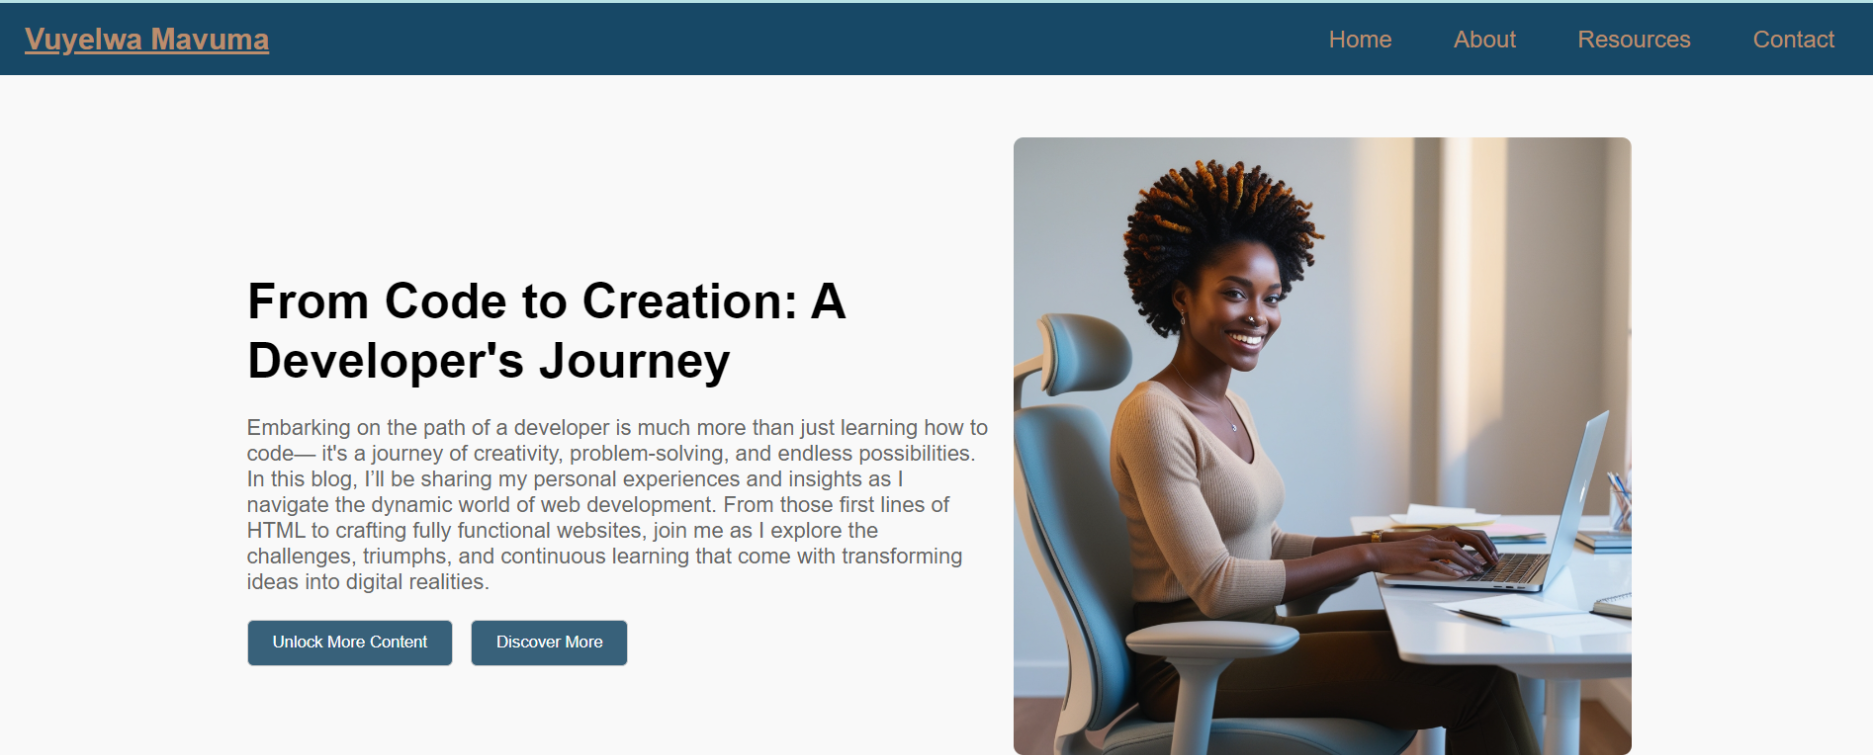 Vuyelwa Mavuma
Home About Resources Contact
From Code to Creation: A
Developer's Journey
Embarking on the path of a developer is much more than just learning how to
code— it's a journey of creativity, problem-solving, and endless possibilities.
In this blog, I’ll be sharing my personal experiences and insights as I
navigate the dynamic world of web development. From those first lines of
HTML to crafting fully functional websites, join me as I explore the
challenges, triumphs, and continuous learning that come with transforming
ideas into digital realities.
Unlock More Content
Discover More